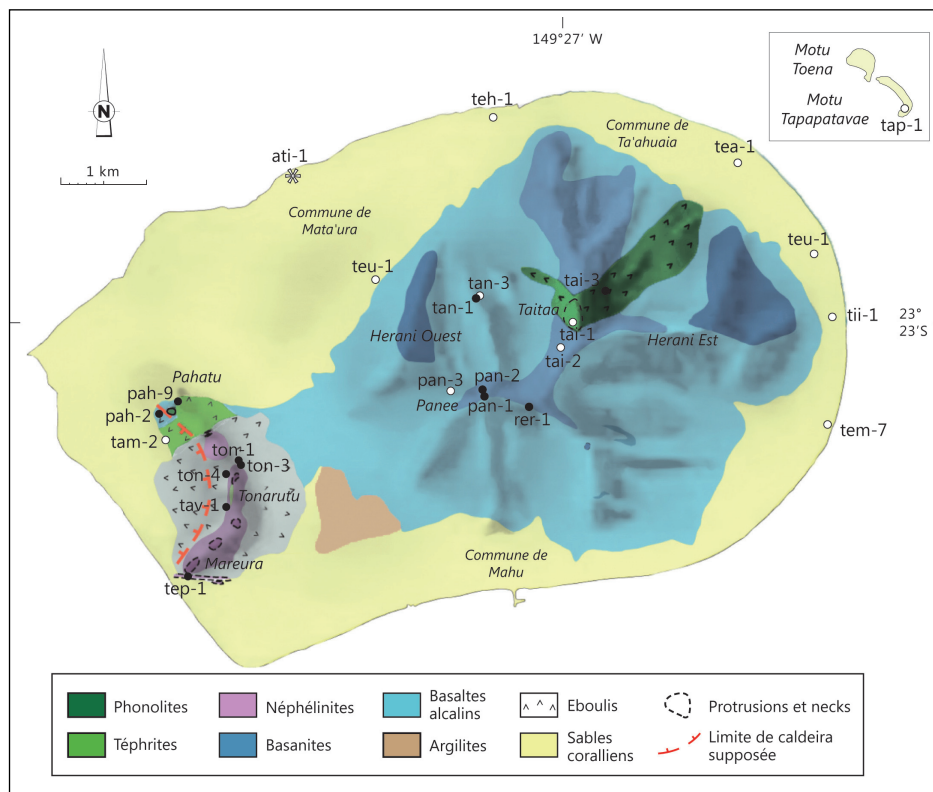 149°27' W
Motu
Toena
Motu
Tapapatavae
tap-1
N
1 km
teh-1
Commune de
Ta'ahuaia
tea-1
ati-1
Commune de
Mata'ura
teu-1
teu-1
tan-3
tan-1
tai-3
Taitaa
tai-1
tai-2
Herani Ouest
Herani Est
tii-1
23°
23'S
pan-3
pan-2
Panee
pan-1
rer-1
Pahatu
pah-9
pah-2
tam-2
tem-7
ton-1
ton-3
ton-4
Tonarutu
tav-1
Mareura
tep-1
Commune de
Mahu
Phonolites
Néphélinites
Basaltes
alcalins
Eboulis
Protrusions et necks
Téphrites
Basanites
Argilites
Sables
coralliens
Limite de caldeira
supposée